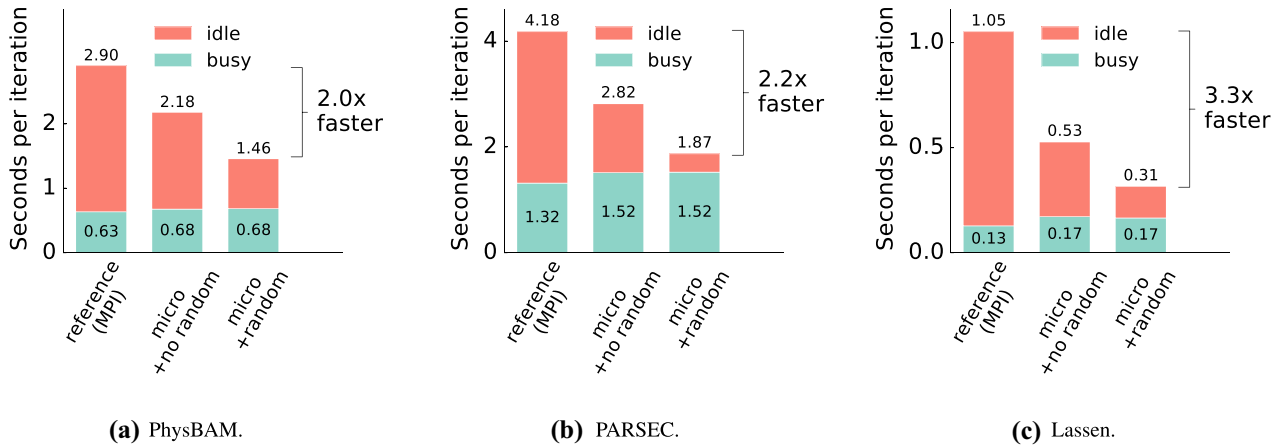 Seconds per iteration
2
1
0
idle
busy
2.90
2.18
1.46
2.0x
faster
0.63
0.68
0.68
reference
(MPI)
micro
+no random
micro
+random
(a) PhysBAM.
Seconds per iteration
4
2
0
4.18
idle
busy
2.82
1.87
2.2x
faster
1.32
1.52
1.52
reference
(MPI)
micro
+no random
micro
+random
(b) PARSEC.
Seconds per iteration
1.0
0.5
0.0
1.05
idle
busy
0.53
0.31
3.3x
faster
0.13
0.17
0.17
reference
(MPI)
micro
+no random
micro
+random
(c) Lassen.